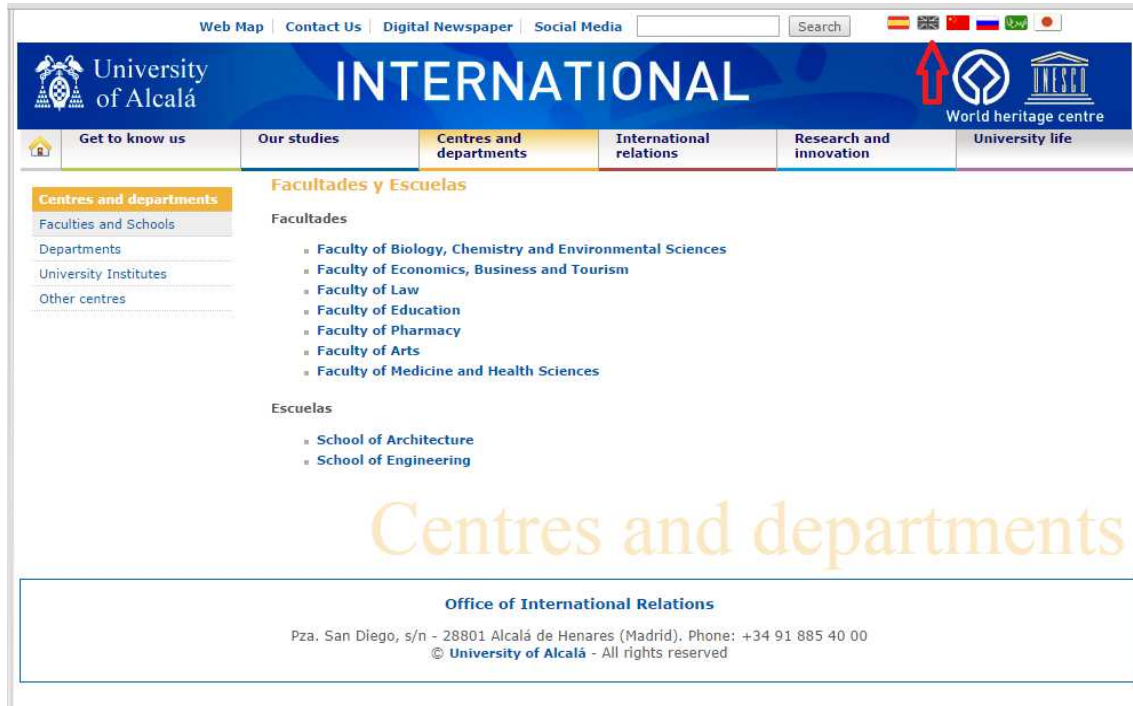 Web Map Contact Us Digital Newspaper Social Media Search
University
of Alcalá
INTERNATIONAL
UNESCO
World heritage centre
Get to know us
Our studies
Centres and
departments
International
relations
Research and
innovation
University life
Centres and departments
Faculties and Schools
Departments
University Institutes
Other centres
Facultades y Escuelas
Facultades
Faculty of Biology, Chemistry and Environmental Sciences
Faculty of Economics, Business and Tourism
Faculty of Law
Faculty of Education
Faculty of Pharmacy
Faculty of Arts
Faculty of Medicine and Health Sciences
Escuelas
School of Architecture
School of Engineering
Centres and departments
Office of International Relations
Pza. San Diego, s/n - 28801 Alcalá de Henares (Madrid). Phone: +34 91 885 40 00
© University of Alcalá - All rights reserved